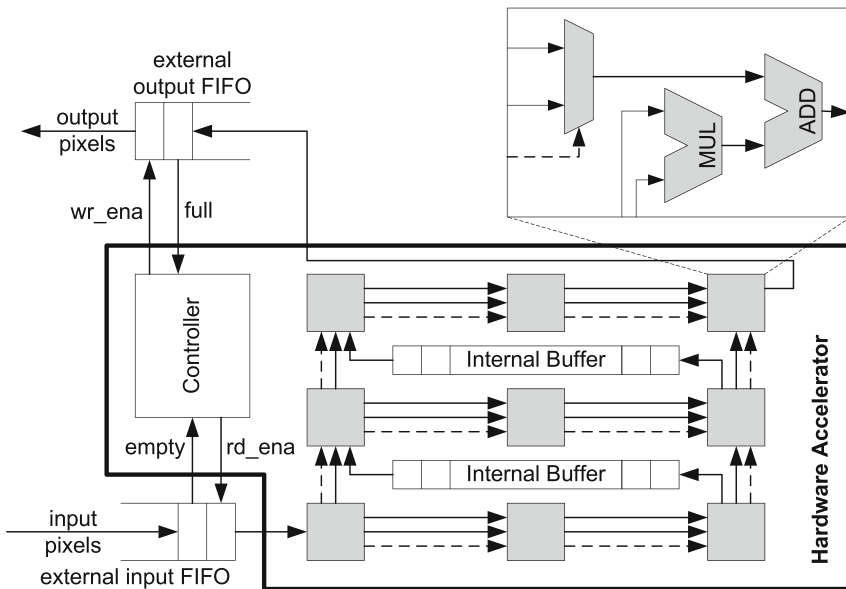 external
output FIFO
output
pixels
wr_ena
full
MUL
ADD
Controller
Internal Buffer
empty
rd_ena
Internal Buffer
input
pixels
external input FIFO
Hardware Accelerator